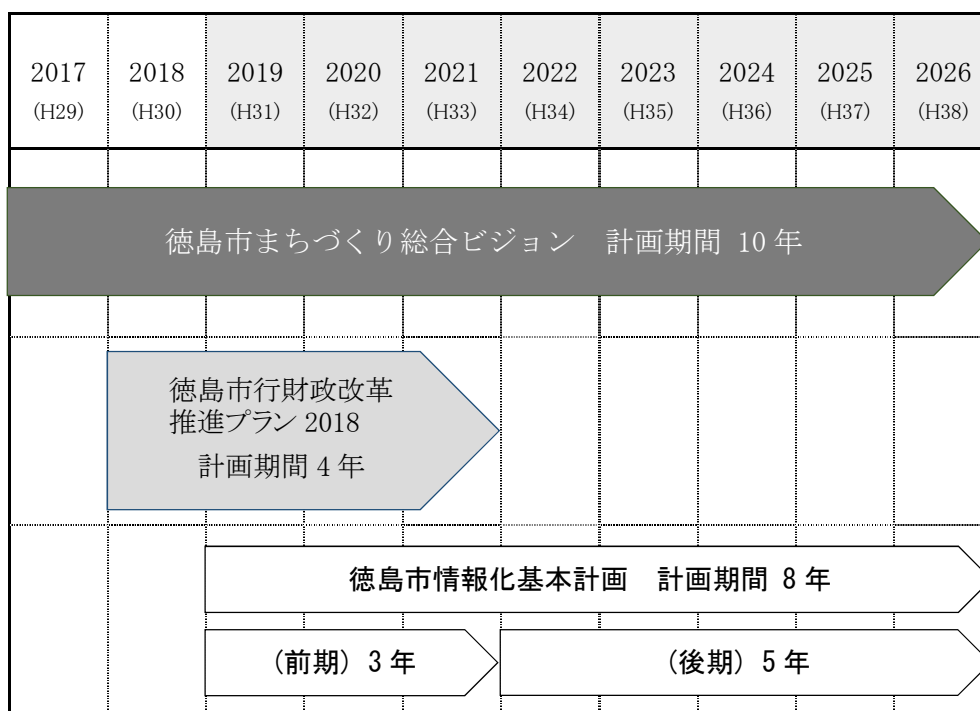 2017 2018 2019 2020 2021 2022 2023 2024 2025 2026
(H29) (H30) (H31) (H32) (H33) (H34) (H35) (H36) (H37) (H38)
徳島市まちづくり総合ビジョン　計画期間 10 年
徳島市行財政改革
推進プラン 2018
計画期間 4 年
徳島市情報化基本計画　計画期間 8 年
(前期) 3 年 (後期) 5 年